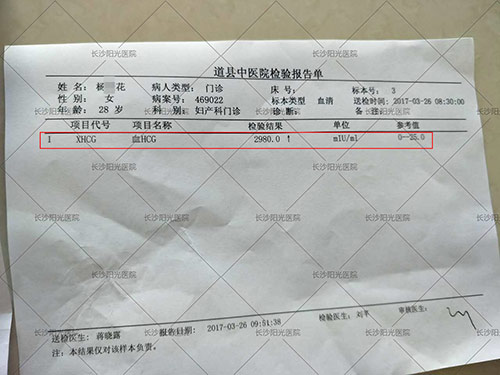 道县中医院检验报告单
姓 名: 杨 花 病人类型: 门诊 床 号: 标本号: 3
性 别: 女 病案号: 469022 标本类型 血清 送检时间: 2017-03-26 08:30:00
年 龄: 28 岁 科 别: 妇产科门诊 诊 断: 备 注:
项目代号 项目名称 检验结果 单位 参考值
1 XHCG 血HCG 2980.0 ↑ mIU/ml 0--25.0
送检医生: 蒋晓露 报告日期: 2017-03-26 09:51:38 检验医生: 审核医生:
注: 本结果仅对该样本负责。
长沙阳光医院